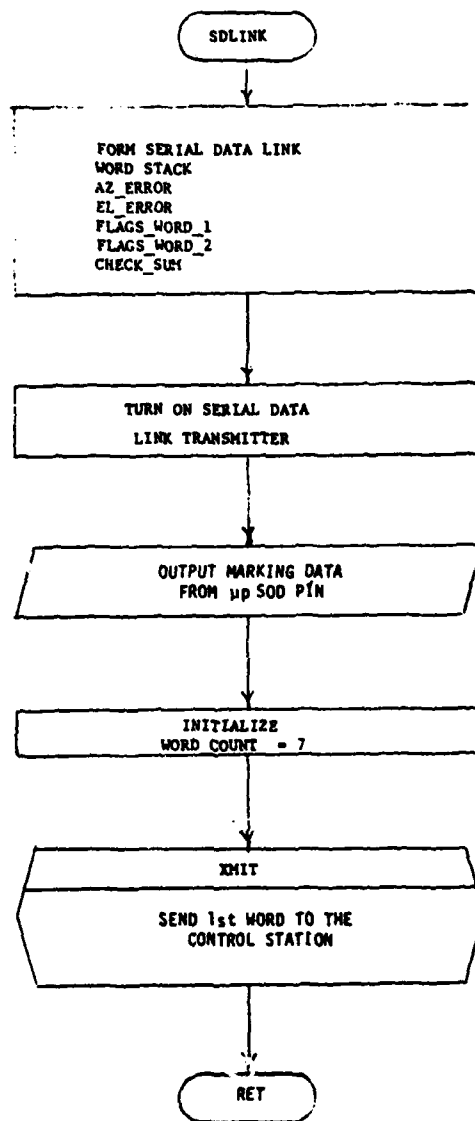 SDLINK
FORM SERIAL DATA LINK
WORD STACK
AZ_ERROR
EL_ERROR
FLAGS_WORD_1
FLAGS_WORD_2
CHECK_SUM
TURN ON SERIAL DATA
LINK TRANSMITTER
OUTPUT MARKING DATA
FROM µp SOD PIN
INITIALIZE
WORD COUNT = 7
XMIT
SEND 1st WORD TO THE
CONTROL STATION
RET